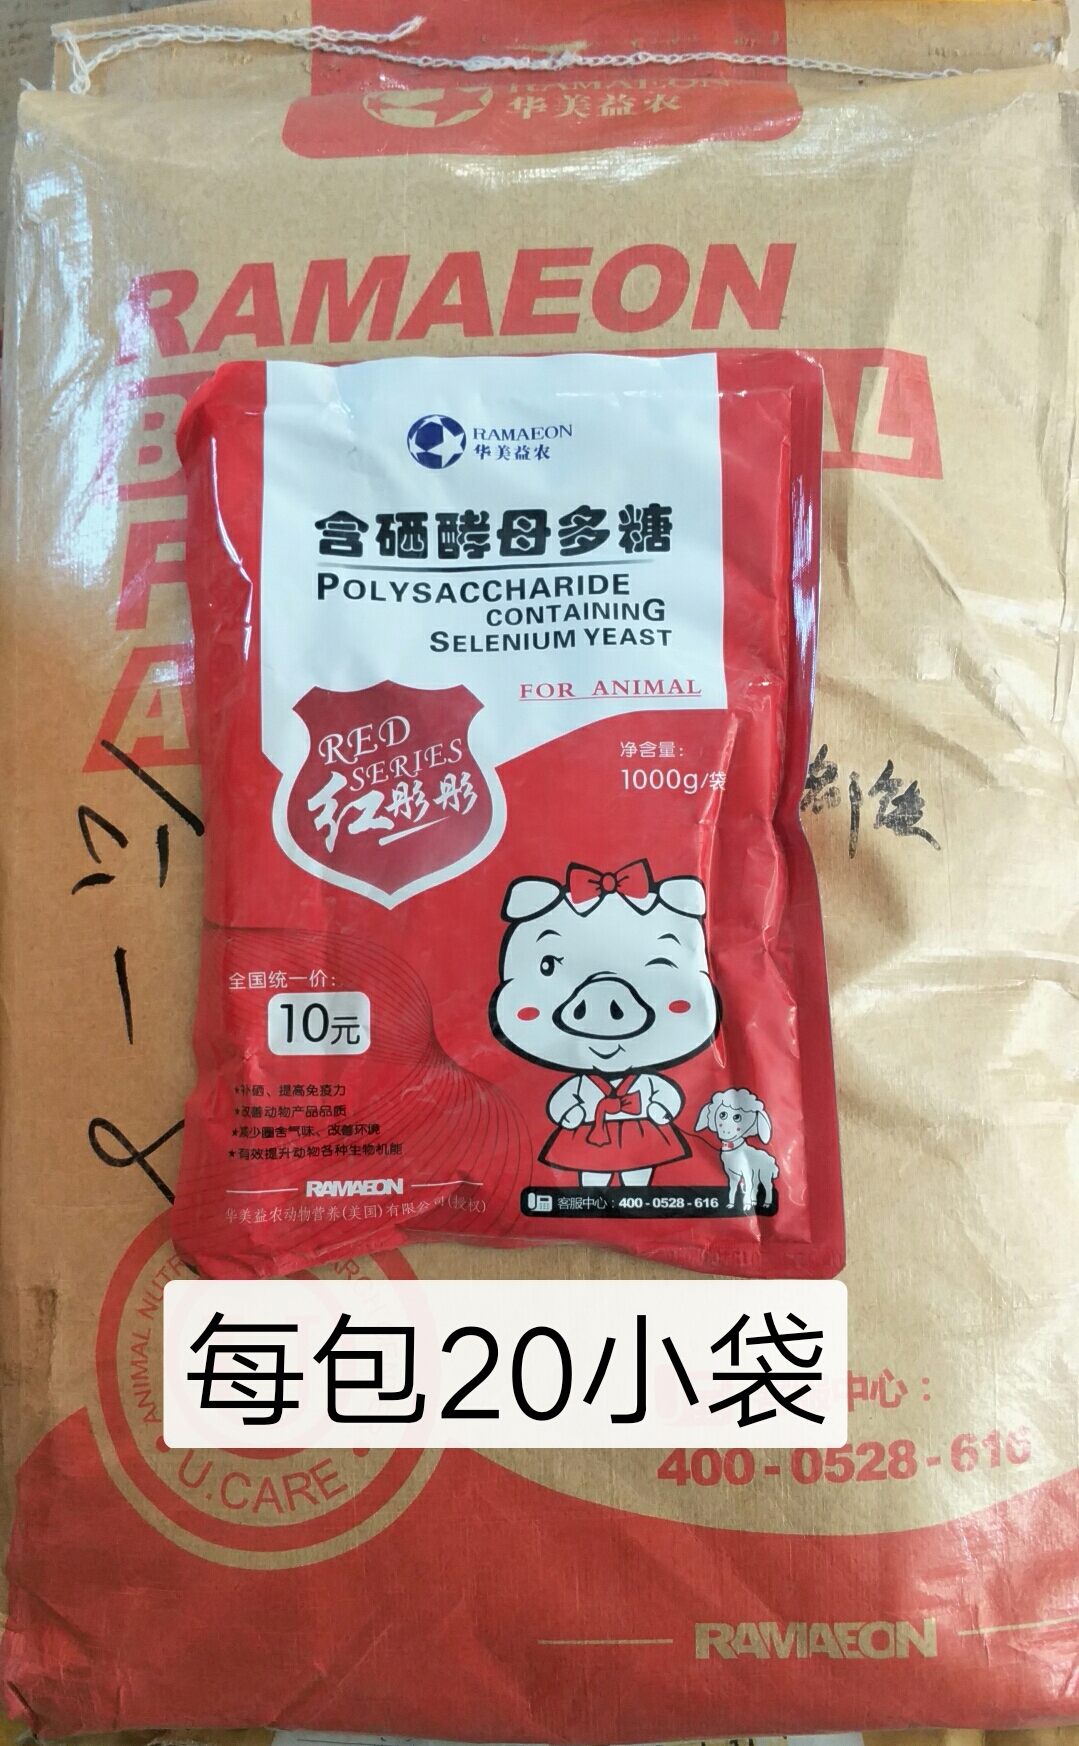 RAMAEON
华美益农
RAMAEON
RAMAEON
华美益农
含硒酵母多糖
POLYSACCHARIDE
CONTAINING
SELENIUM YEAST
FOR ANIMAL
RED
SERIES
红彤彤
净含量：
1000g/袋
全国统一价：
10元
★补硒、提高免疫力
★改善动物产品品质
★减少圈舍气味、改善环境
★有效提升动物各种生物机能
RAMAEON
华美益农动物营养(美国)有限公司(授权)
客服中心：400-0528-616
每包20小袋
中心：
400-0528-616
ANIMAL
U.CARE
RAMAEON